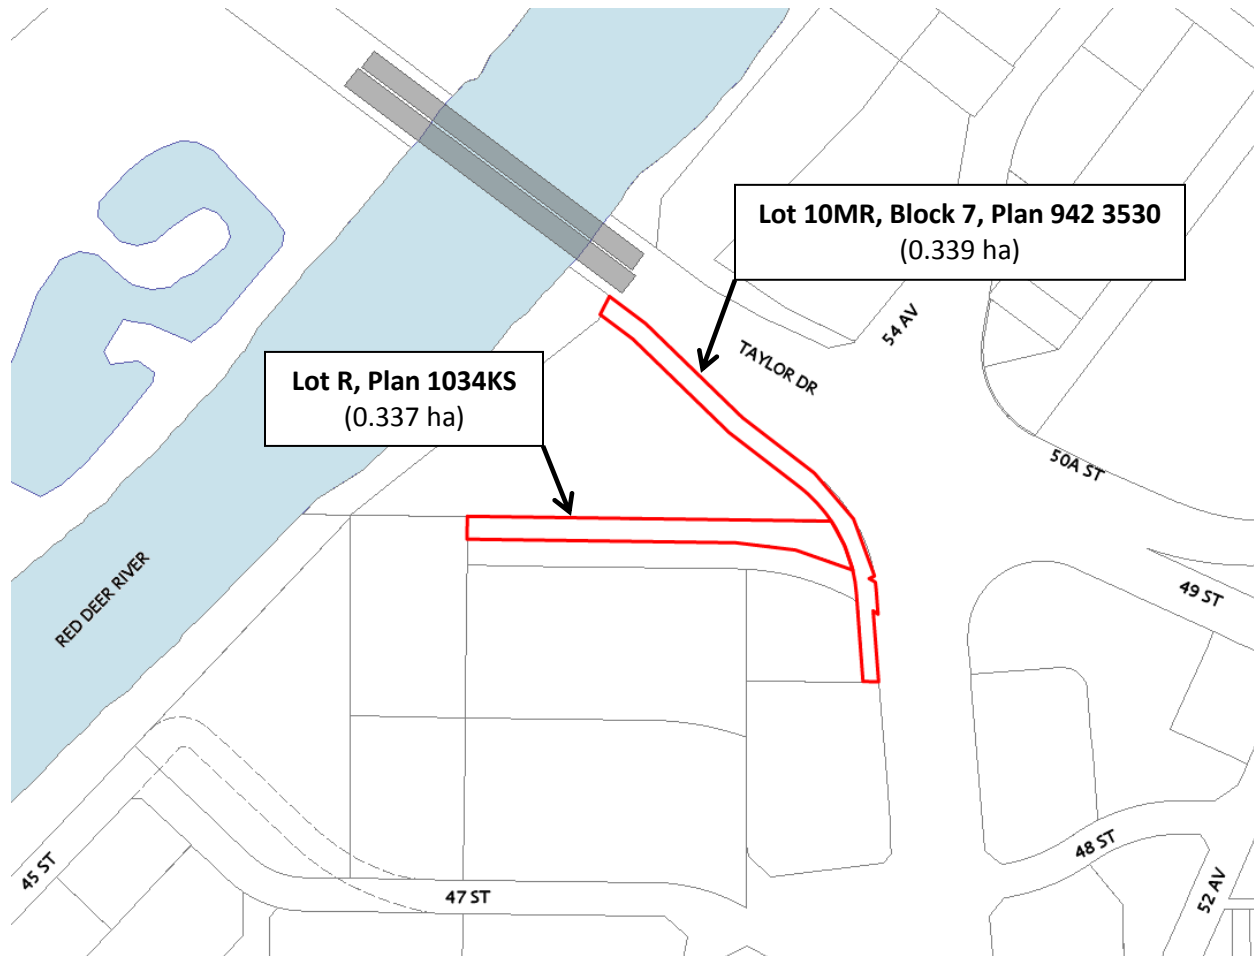 Lot 10MR, Block 7, Plan 942 3530
(0.339 ha)
54 AV
TAYLOR DR
Lot R, Plan 1034KS
(0.337 ha)
50A ST
RED DEER RIVER
49 ST
48 ST
45 ST
47 ST
52 AV